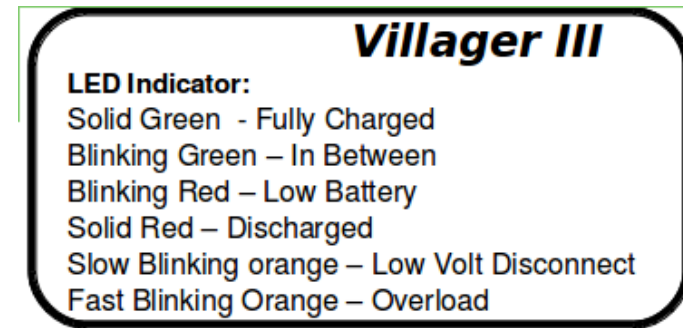 Villager III
LED Indicator:
Solid Green  - Fully Charged
Blinking Green – In Between
Blinking Red – Low Battery
Solid Red – Discharged
Slow Blinking orange – Low Volt Disconnect
Fast Blinking Orange – Overload